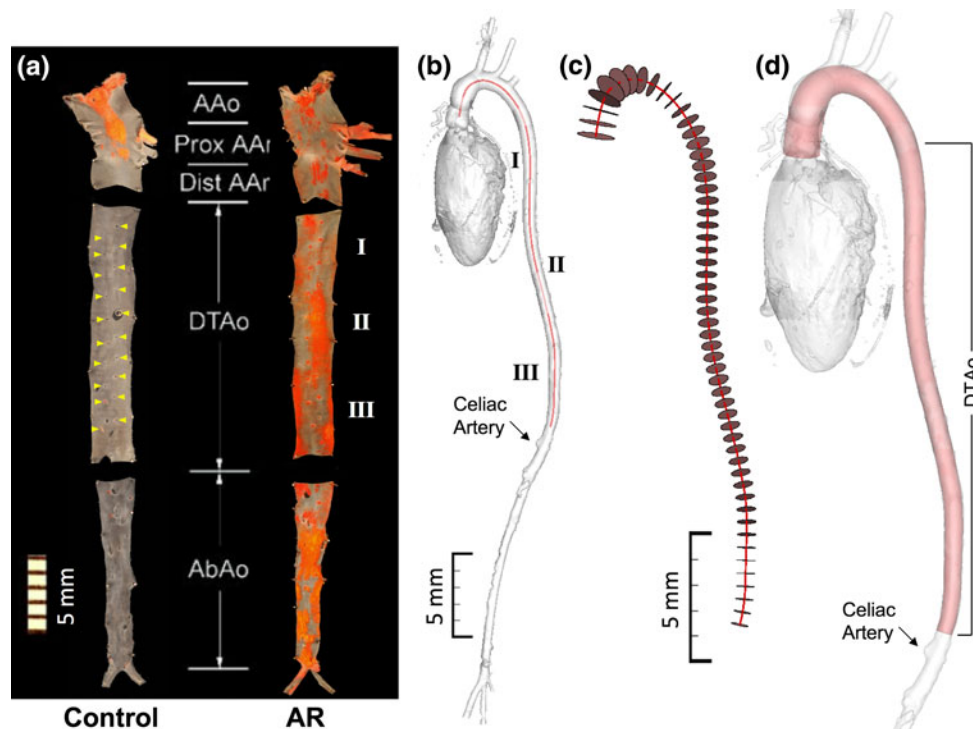 (a)
AAo
Prox AAr
Dist AAr
DTAo
AbAo
I
II
III
5 mm
Control
AR
(b)
I
II
III
Celiac
Artery
5 mm
(c)
5 mm
(d)
DTAo
Celiac
Artery